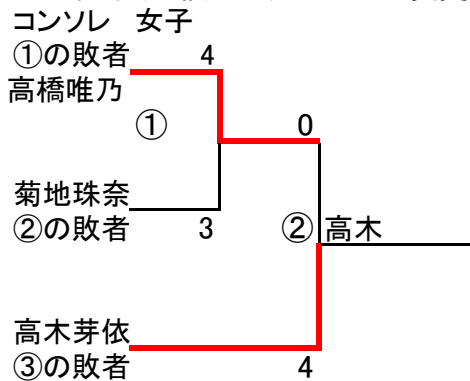 コンソレ 女子
①の敗者 4
高橋唯乃
① 0
菊地珠奈
②の敗者 3 ② 高木
高木芽依
③の敗者 4